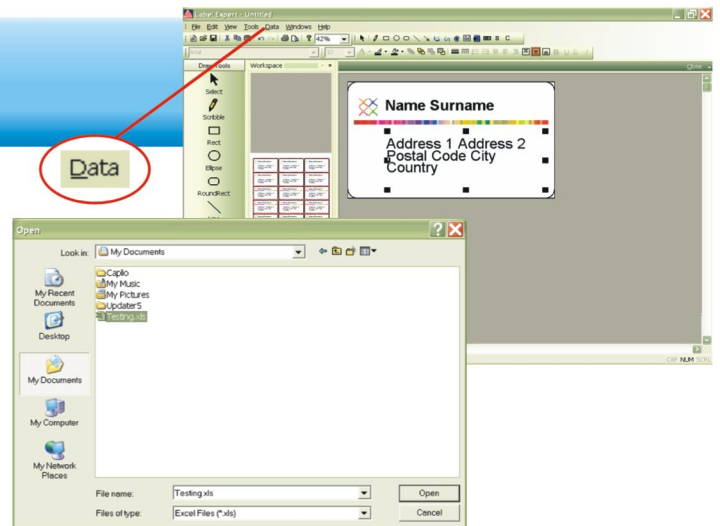 Label Expert - Untitled
File Edit View Tools Data Windows Help
42%
S C
B U
Draw Tools
Workspace
Close
Select
Scribble
Rect
Ellipse
RoundRect
Name Surname
Address 1 Address 2
Postal Code City
Country
CAP NUM SCRL
Data
Open
Look in:
My Documents
My Recent
Documents
Desktop
My Documents
My Computer
My Network
Places
Caplio
My Music
My Pictures
Updater5
Testing.xls
File name:
Testing.xls
Open
Files of type:
Excel Files (*.xls)
Cancel